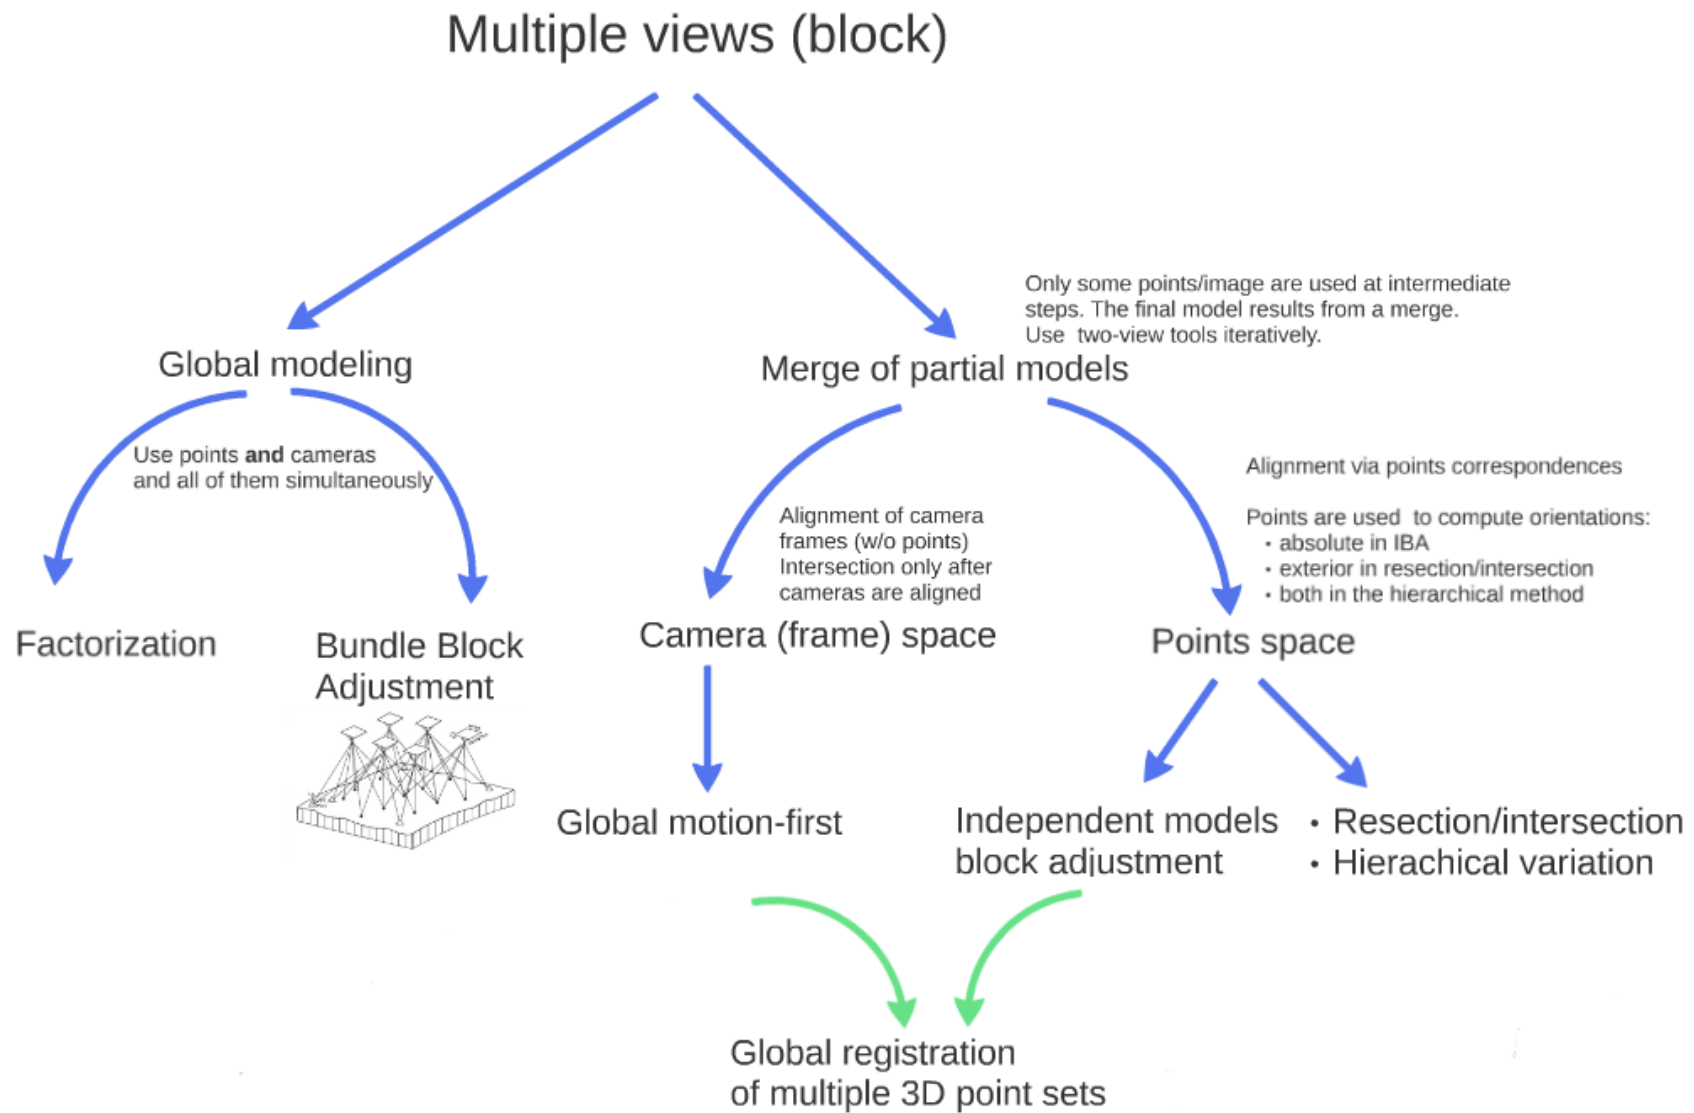 Multiple views (block)
Only some points/image are used at intermediate
steps. The final model results from a merge.
Use two-view tools iteratively.
Global modeling
Merge of partial models
Use points and cameras
and all of them simultaneously
Alignment of camera
frames (w/o points)
Intersection only after
cameras are aligned
Alignment via points correspondences
Points are used to compute orientations:
• absolute in IBA
• exterior in resection/intersection
• both in the hierarchical method
Factorization
Bundle Block
Adjustment
Camera (frame) space
Points space
Global motion-first
Independent models
block adjustment
• Resection/intersection
• Hierachical variation
Global registration
of multiple 3D point sets